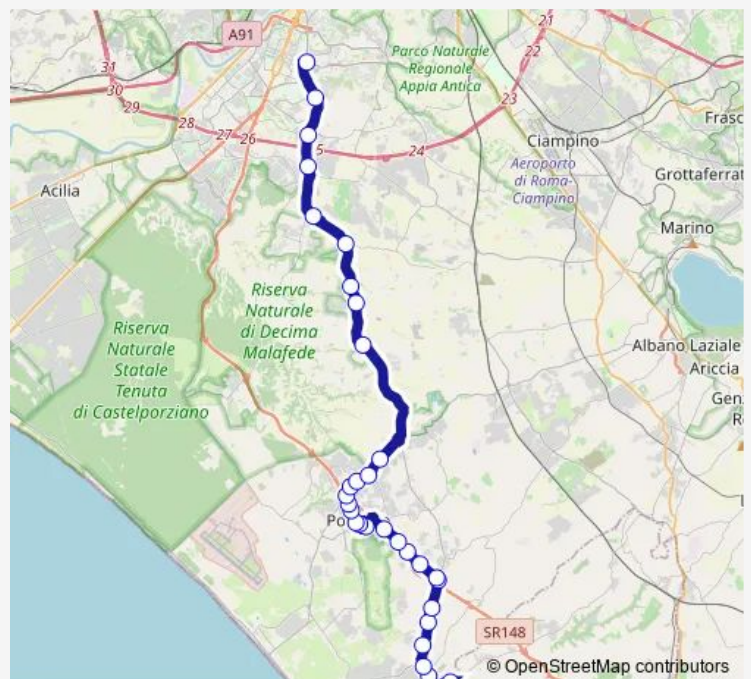 A91
21
22
Parco Naturale
Regionale
Appia Antica
31
30
29
23
28
27
26
5
24
Ciampino
Frasc
Aeroporto
di Roma-
Ciampino
Acilia
Grottaferrat
Marino
Riserva
Naturale
di Decima
Malafede
Riserva
Naturale
Statale
Tenuta
di Castelporziano
Albano Laziale
Ariccia
Gen
Po
SR148
© OpenStreetMap contributors